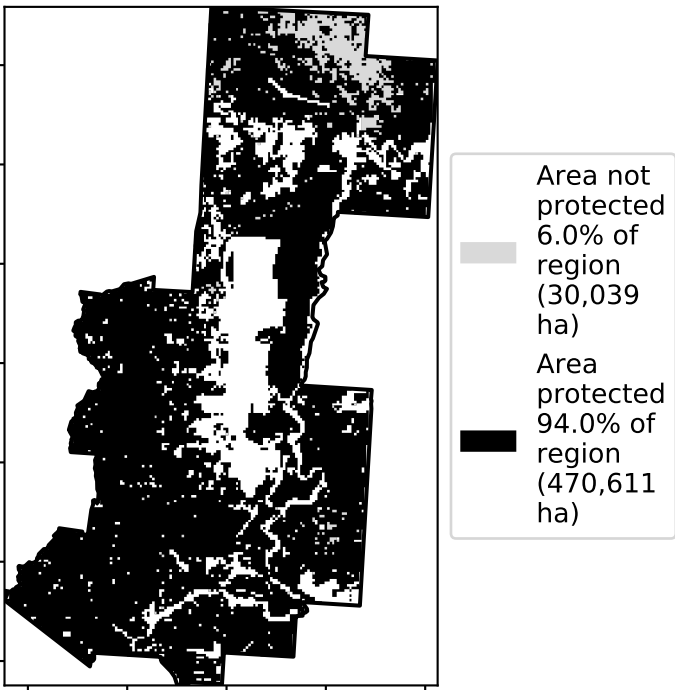 Area not
protected
6.0% of
region
(30,039
ha)
Area
protected
94.0% of
region
(470,611
ha)